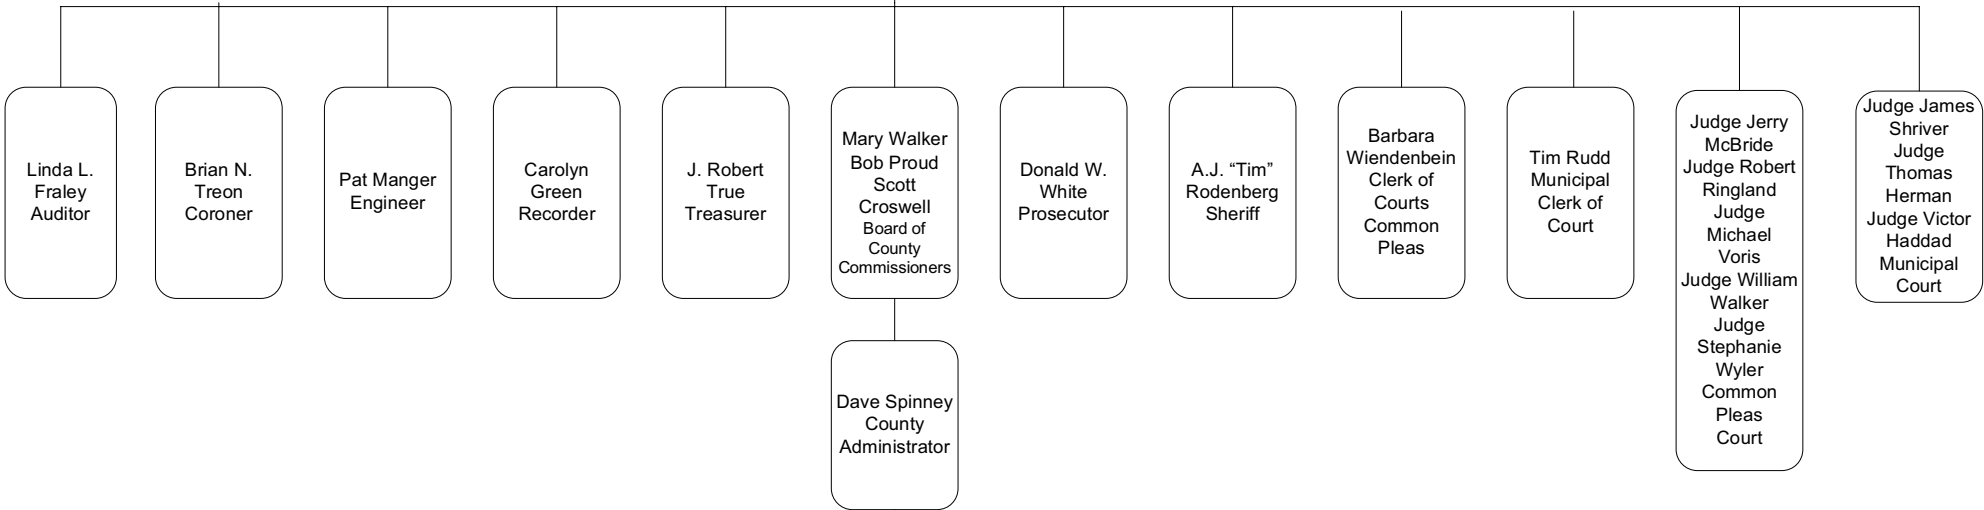 Linda L.
Fraley
Auditor
Brian N.
Treon
Coroner
Pat Manger
Engineer
Carolyn
Green
Recorder
J. Robert
True
Treasurer
Mary Walker
Bob Proud
Scott
Croswell
Board of
County
Commissioners
Donald W.
White
Prosecutor
A.J. “Tim”
Rodenberg
Sheriff
Barbara
Wiendenbein
Clerk of
Courts
Common
Pleas
Tim Rudd
Municipal
Clerk of
Court
Judge Jerry
McBride
Judge Robert
Ringland
Judge
Michael
Voris
Judge William
Walker
Judge
Stephanie
Wyler
Common
Pleas
Court
Judge James
Shriver
Judge
Thomas
Herman
Judge Victor
Haddad
Municipal
Court
Dave Spinney
County
Administrator